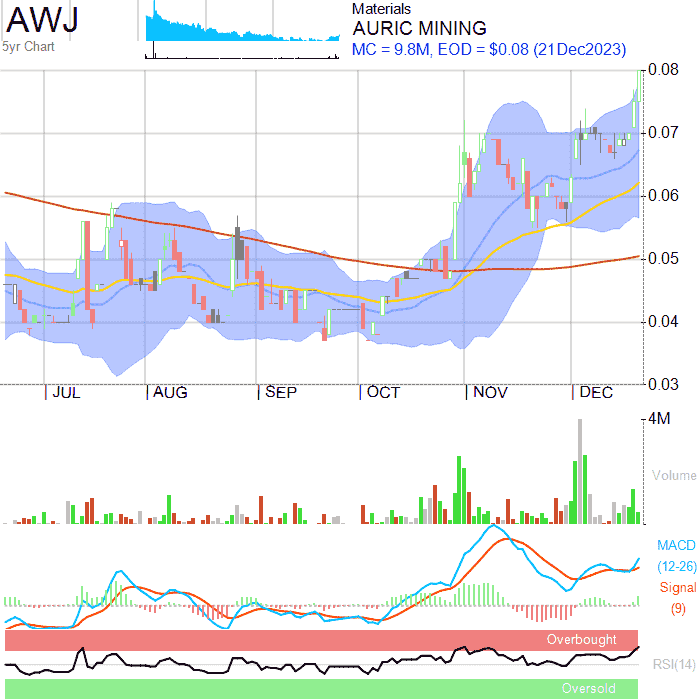 AWJ
5yr Chart
Materials
AURIC MINING
MC = 9.8M, EOD = $0.08 (21Dec2023)
0.08
0.07
0.06
0.05
0.04
0.03
JUL AUG SEP OCT NOV DEC
4M
Volume
MACD
(12-26)
Signal
(9)
Overbought
RSI(14)
Oversold